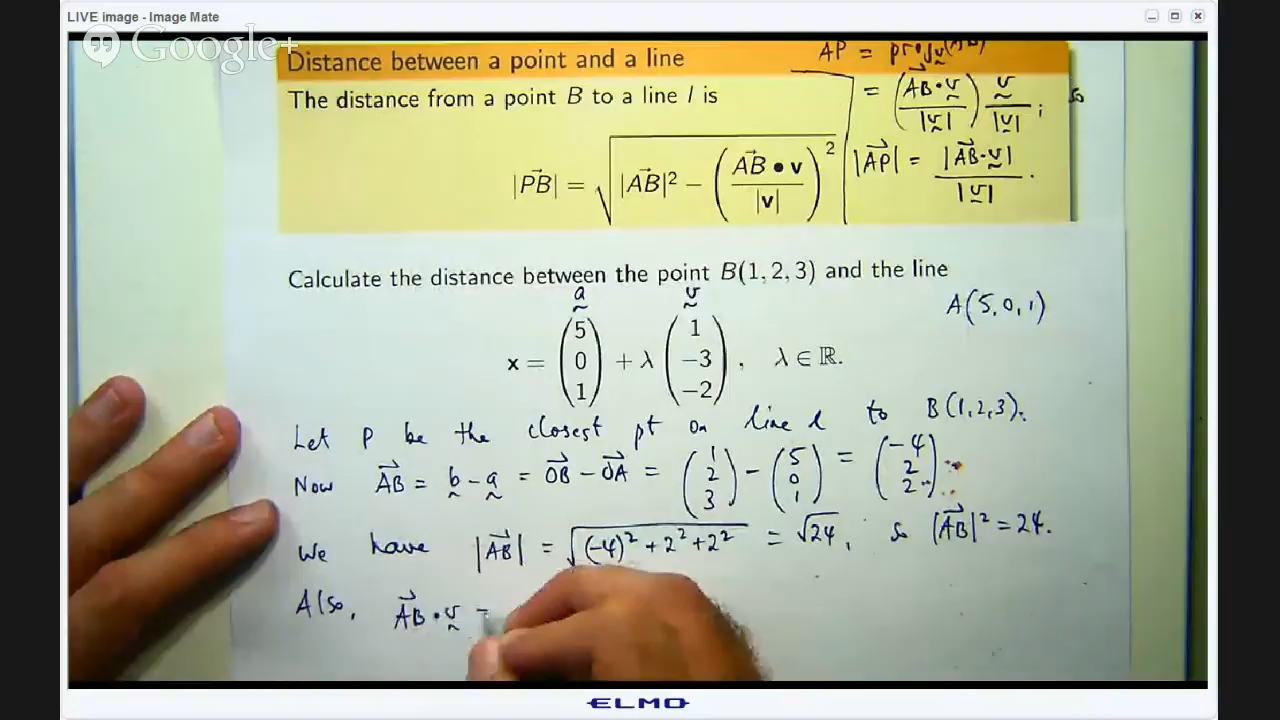 LIVE image - Image Mate
Google+
Distance between a point and a line
The distance from a point B to a line l is
|PB⃗| = √(|AB⃗|² − (AB⃗ • v / |v|)²)
AP = proj v (AB)
= (AB⃗ · v / |v|) v / |v| ; so
|AP⃗| = |AB⃗ · v| / |v| .
Calculate the distance between the point B(1, 2, 3) and the line
a v
x = (5 0 1) + λ (1 −3 −2) , λ ∈ ℝ.
A(5,0,1)
Let P be the closest pt on line l to B(1,2,3).
Now AB⃗ = b - a = OB⃗ − OA⃗ = (1 2 3) − (5 0 1) = (−4 2 2).
We have |AB⃗| = √((−4)² + 2² + 2²) = √24, so |AB⃗|² = 24.
Also, AB⃗ · v =
ELMO